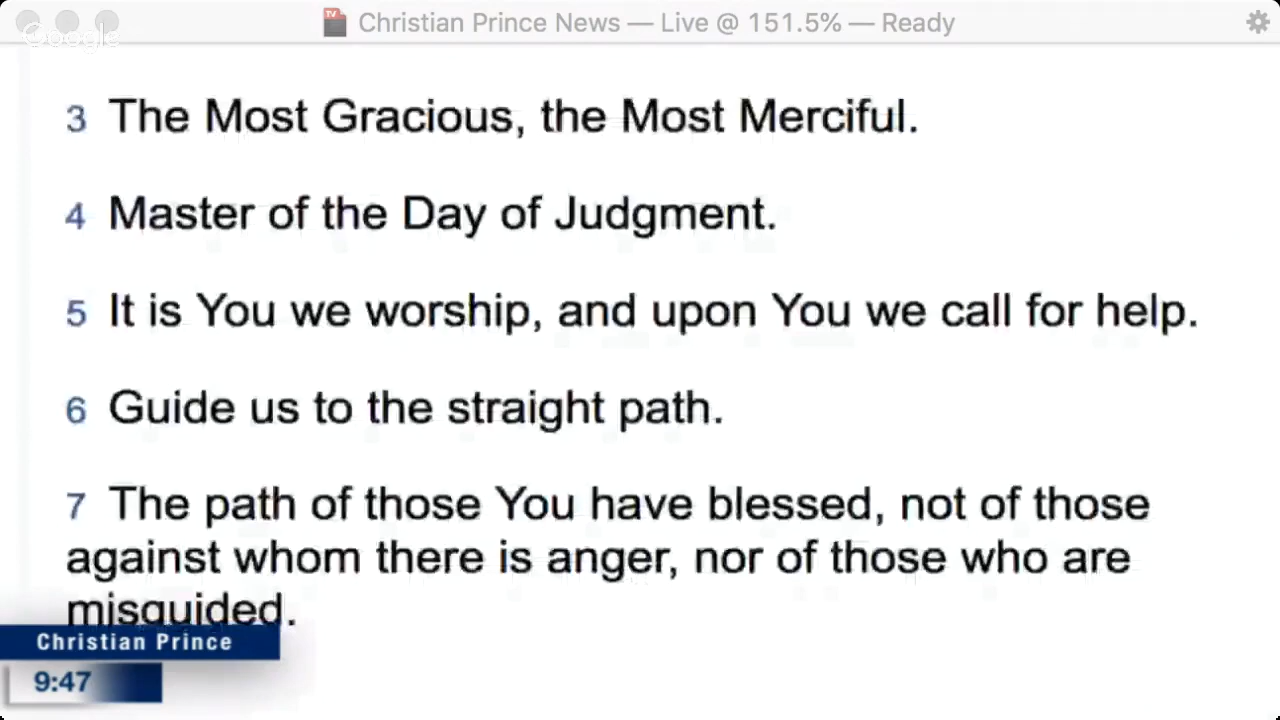 Christian Prince News — Live @ 151.5% — Ready
Google
3 The Most Gracious, the Most Merciful.
4 Master of the Day of Judgment.
5 It is You we worship, and upon You we call for help.
6 Guide us to the straight path.
7 The path of those You have blessed, not of those
against whom there is anger, nor of those who are
misguided.
Christian Prince
9:47